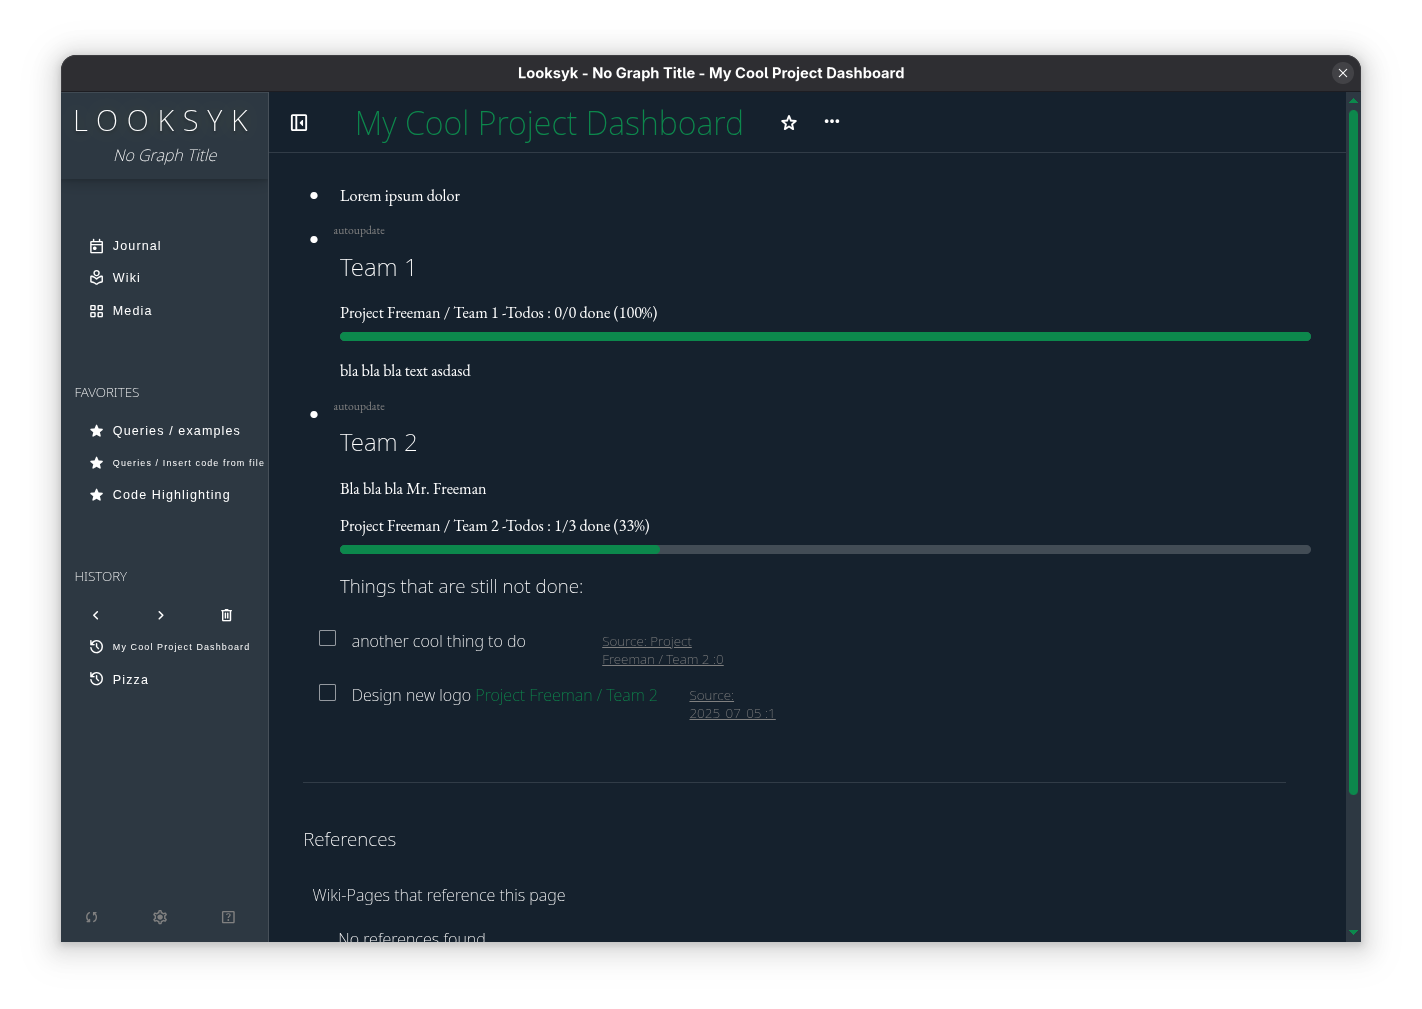 Looksyk - No Graph Title - My Cool Project Dashboard
LOOKSYK
No Graph Title
Journal
Wiki
Media
FAVORITES
Queries / examples
Queries / Insert code from file
Code Highlighting
HISTORY
My Cool Project Dashboard
Pizza
My Cool Project Dashboard
Lorem ipsum dolor
autoupdate
Team 1
Project Freeman / Team 1 -Todos : 0/0 done (100%)
bla bla bla text asdasd
autoupdate
Team 2
Bla bla bla Mr. Freeman
Project Freeman / Team 2 -Todos : 1/3 done (33%)
Things that are still not done:
another cool thing to do
Source: Project
Freeman / Team 2 :0
Design new logo Project Freeman / Team 2
Source:
2025_07_05 :1
References
Wiki-Pages that reference this page
No references found